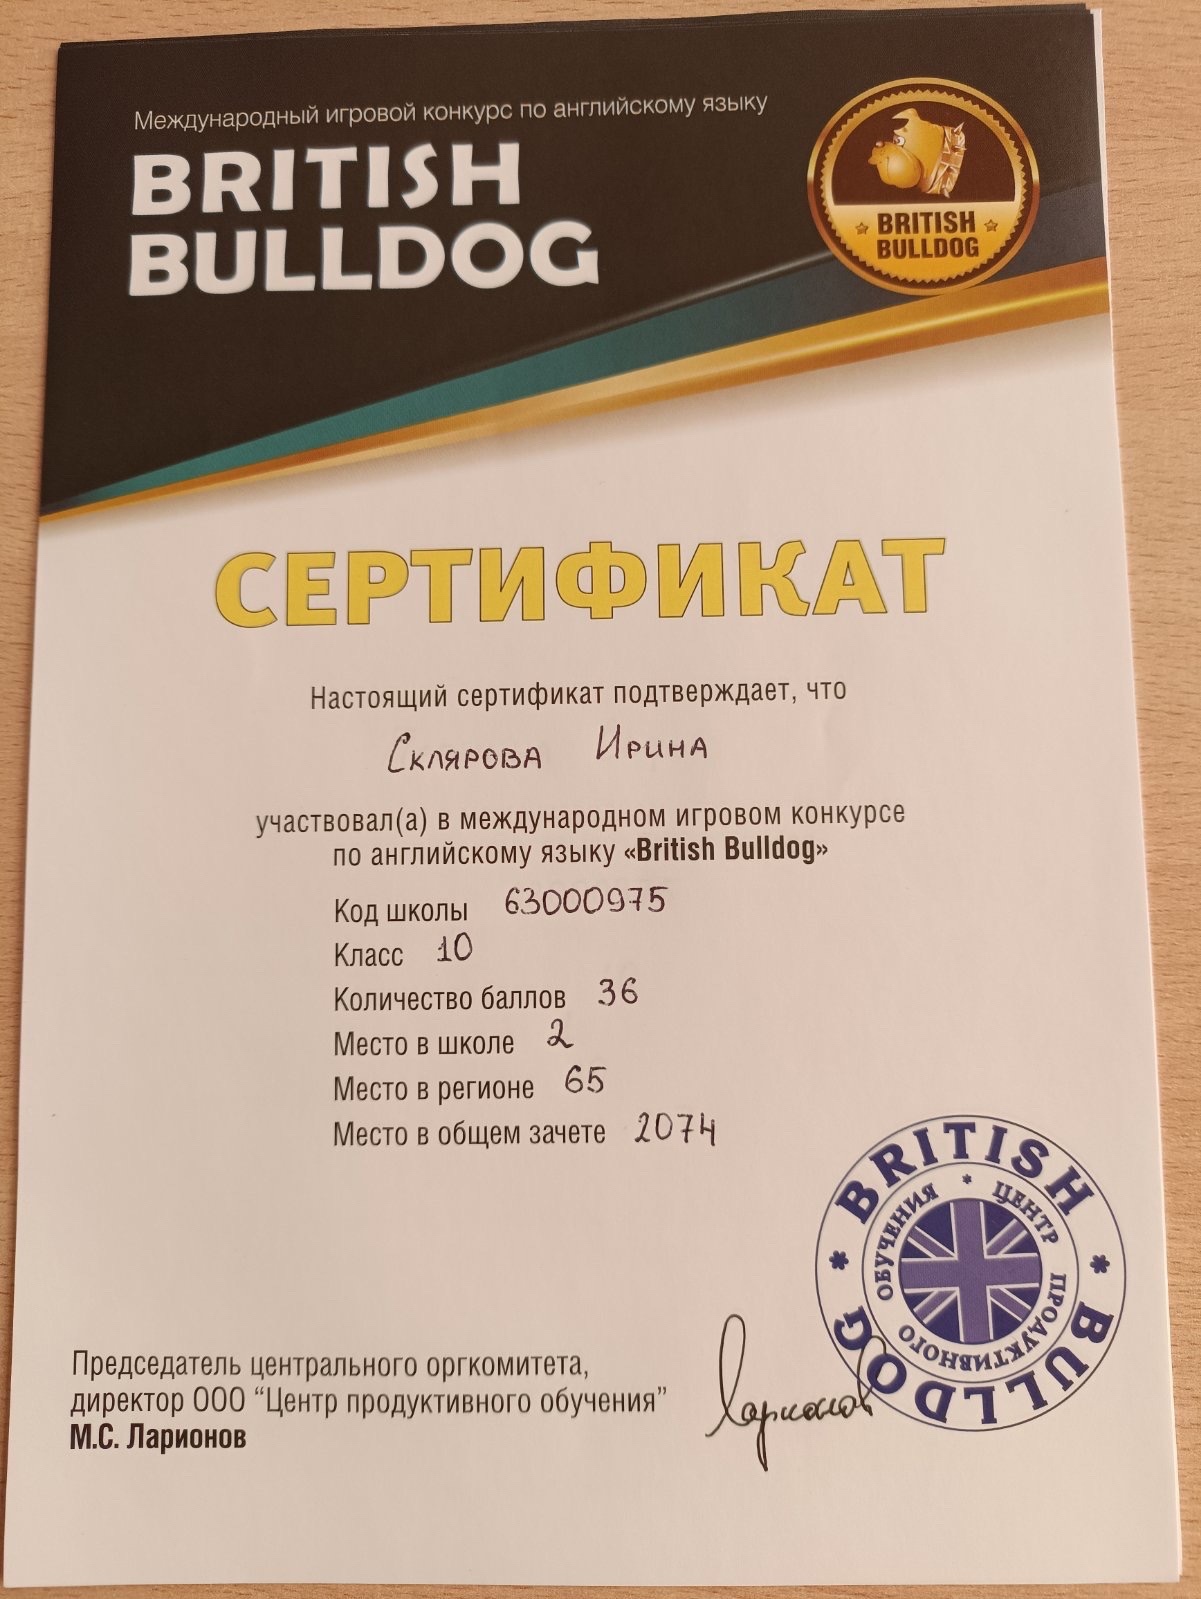 Международный игровой конкурс по английскому языку
BRITISH
BULLDOG
BRITISH
BULLDOG
СЕРТИФИКАТ
Настоящий сертификат подтверждает, что
Склярова Ирина
участвовал(а) в международном игровом конкурсе
по английскому языку «British Bulldog»
Код школы 63000975
Класс 10
Количество баллов 36
Место в школе 2
Место в регионе 65
Место в общем зачете 2074
BRITISH BULLDOG
ЦЕНТР ПРОДУКТИВНОГО ОБУЧЕНИЯ
Председатель центрального оргкомитета,
директор ООО “Центр продуктивного обучения”
М.С. Ларионов
Ларионов